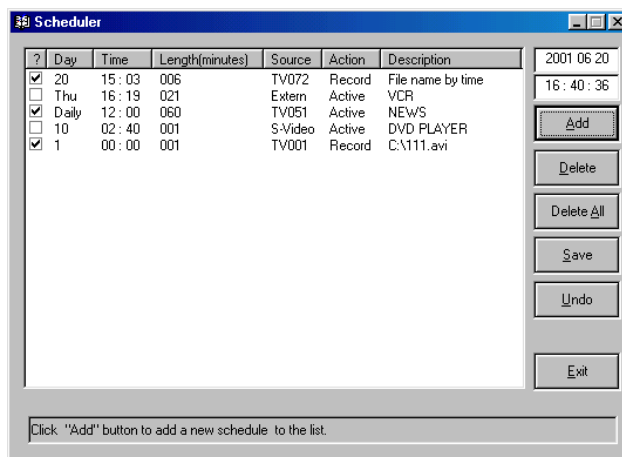 Scheduler
? Day Time Length(minutes) Source Action Description
20 15 : 03 006 TV072 Record File name by time
Thu 16 : 19 021 Extern Active VCR
Daily 12 : 00 060 TV051 Active NEWS
10 02 : 40 001 S-Video Active DVD PLAYER
1 00 : 00 001 TV001 Record C:\111.avi
2001 06 20
16 : 40 : 36
Add
Delete
Delete All
Save
Undo
Exit
Click "Add" button to add a new schedule to the list.